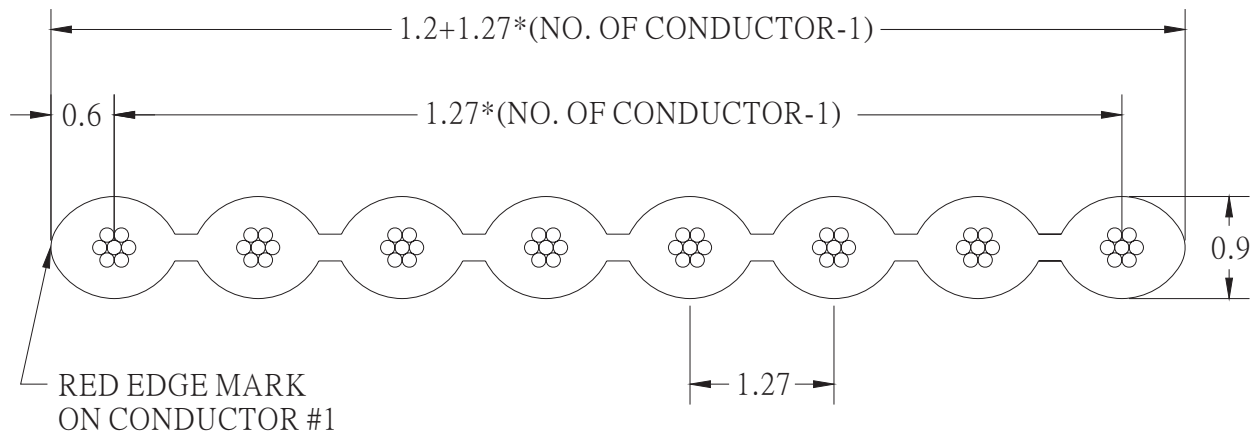 1.2+1.27*(NO. OF CONDUCTOR-1)
0.6
1.27*(NO. OF CONDUCTOR-1)
0.9
1.27
RED EDGE MARK
ON CONDUCTOR #1